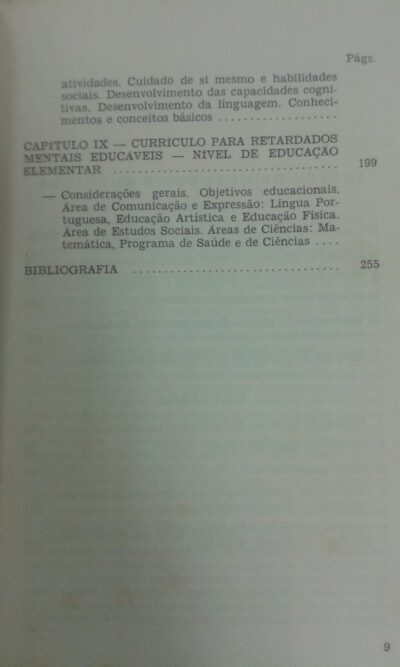 Págs.
atividades. Cuidado de si mesmo e habilidades
sociais. Desenvolvimento das capacidades cogni-
tivas. Desenvolvimento da linguagem. Conheci-
mentos e conceitos básicos ..................
CAPÍTULO IX — CURRÍCULO PARA RETARDADOS
MENTAIS EDUCÁVEIS — NÍVEL DE EDUCAÇÃO
ELEMENTAR .................................... 199
— Considerações gerais. Objetivos educacionais.
Área de Comunicação e Expressão: Língua Por-
tuguesa, Educação Artística e Educação Física.
Área de Estudos Sociais. Áreas de Ciências: Ma-
temática, Programa de Saúde e de Ciências ....
BIBLIOGRAFIA ................................. 255
9